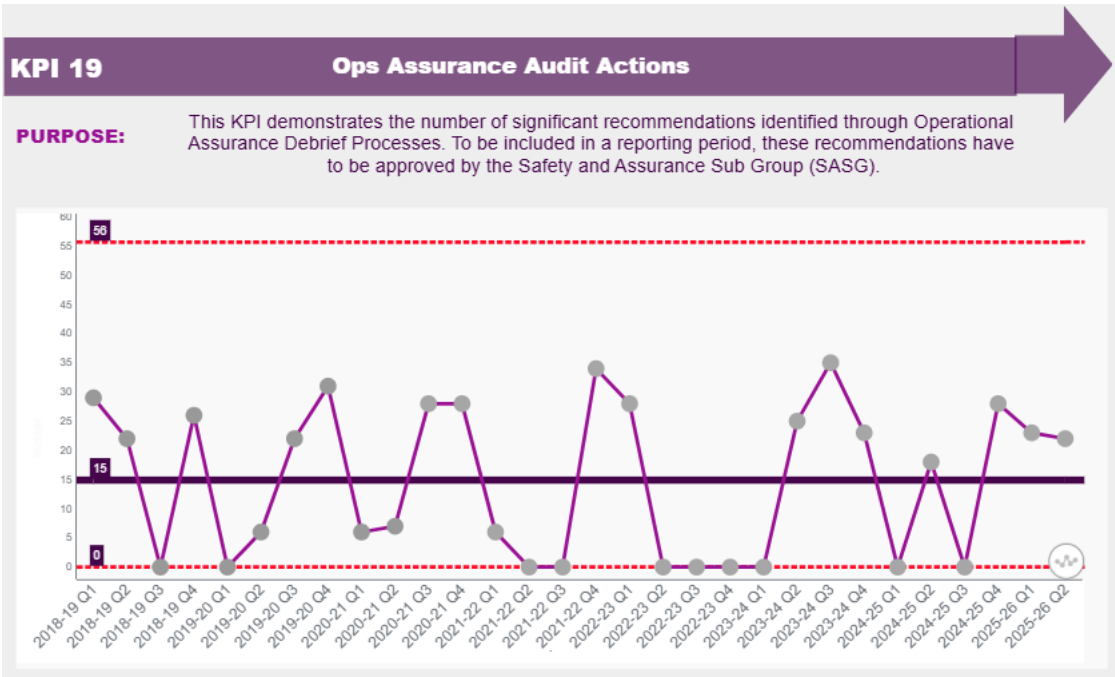 KPI 19
Ops Assurance Audit Actions
PURPOSE:
This KPI demonstrates the number of significant recommendations identified through Operational
Assurance Debrief Processes. To be included in a reporting period, these recommendations have
to be approved by the Safety and Assurance Sub Group (SASG).
60
56
55
50
45
40
35
30
25
20
15
15
10
5
0
0
2018-19 Q1
2018-19 Q2
2018-19 Q3
2018-19 Q4
2019-20 Q1
2019-20 Q2
2019-20 Q3
2019-20 Q4
2020-21 Q1
2020-21 Q2
2020-21 Q3
2020-21 Q4
2021-22 Q1
2021-22 Q2
2021-22 Q3
2021-22 Q4
2022-23 Q1
2022-23 Q2
2022-23 Q3
2022-23 Q4
2023-24 Q1
2023-24 Q2
2023-24 Q3
2023-24 Q4
2024-25 Q1
2024-25 Q2
2024-25 Q3
2024-25 Q4
2025-26 Q1
2025-26 Q2